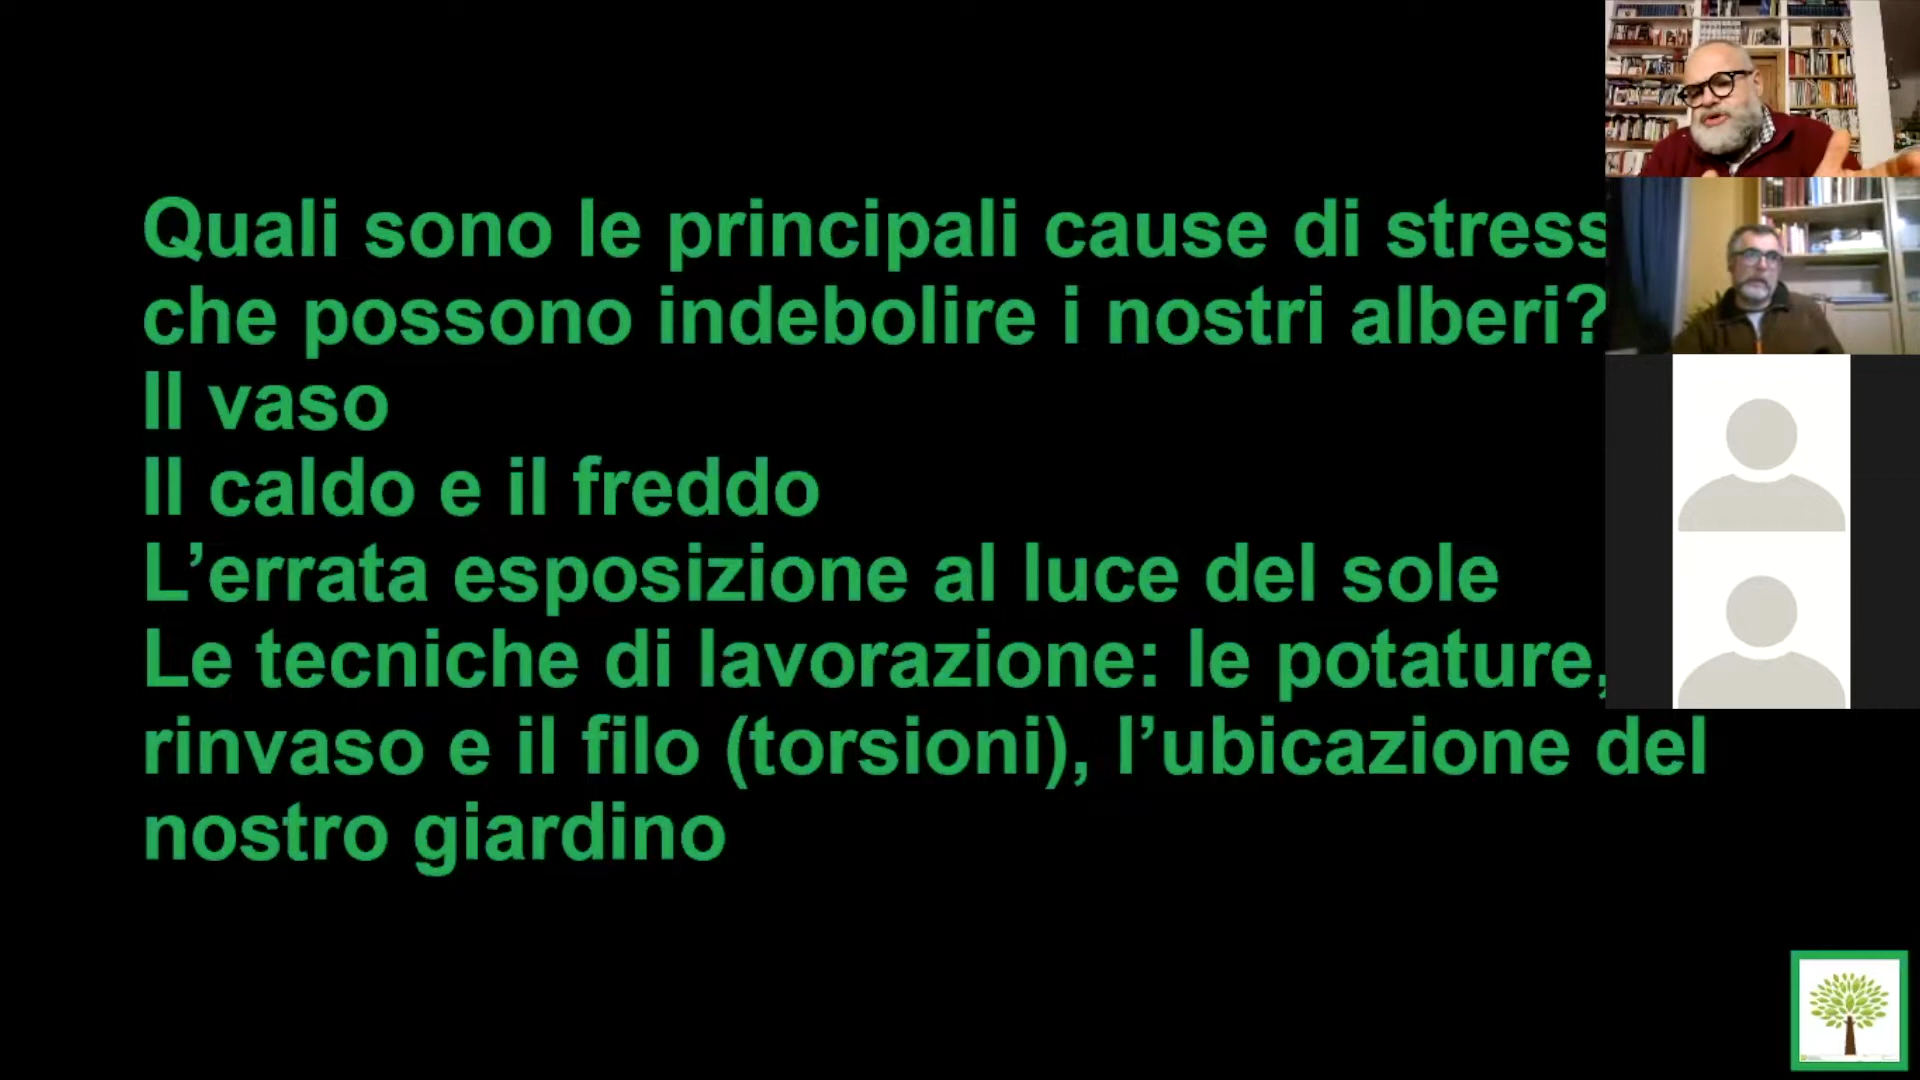 Quali sono le principali cause di stress
che possono indebolire i nostri alberi?
Il vaso
Il caldo e il freddo
L’errata esposizione al luce del sole
Le tecniche di lavorazione: le potature,
rinvaso e il filo (torsioni), l’ubicazione del
nostro giardino